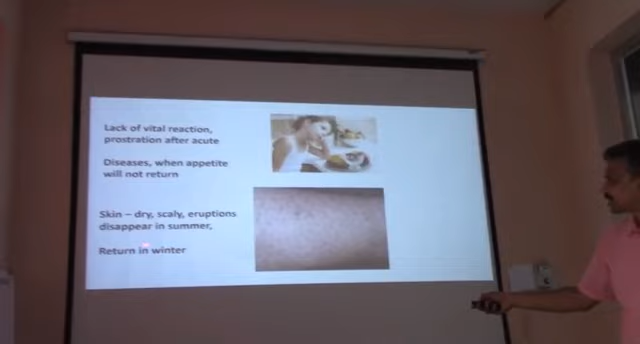 Lack of vital reaction,
prostration after acute
Diseases, when appetite
will not return
Skin – dry, scaly, eruptions
disappear in summer,
Return in winter